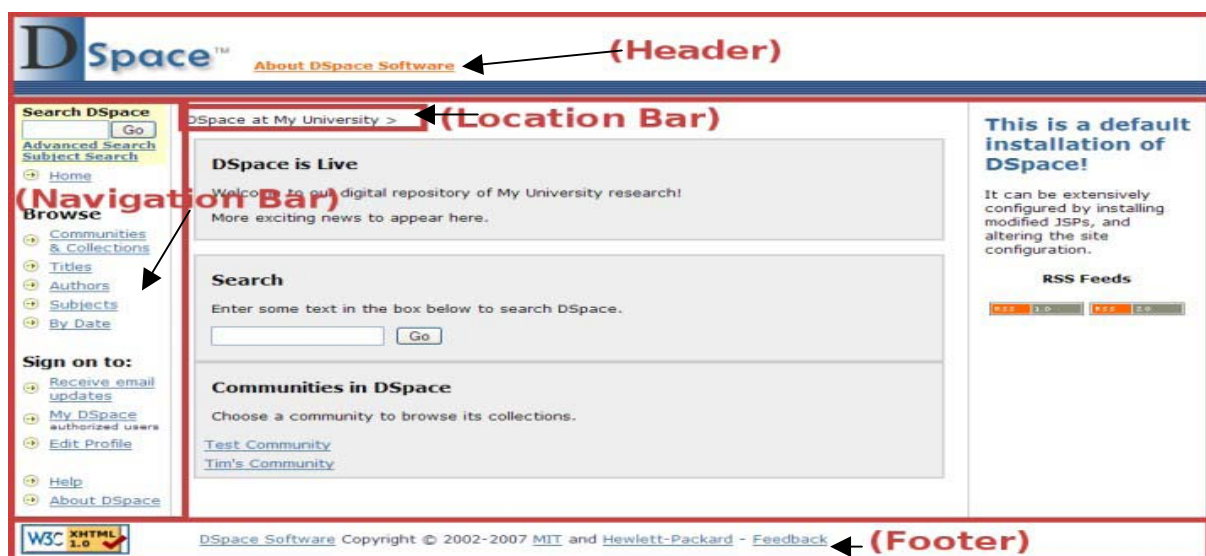 DSpace™ About DSpace Software (Header)
Search DSpace
Go
Advanced Search
Subject Search
Home
(Navigation Bar)
Browse
Communities
& Collections
Titles
Authors
Subjects
By Date
Sign on to:
Receive email
updates
My DSpace
authorized users
Edit Profile
Help
About DSpace
DSpace at My University > (Location Bar)
DSpace is Live
Welcome to our digital repository of My University research!
More exciting news to appear here.
Search
Enter some text in the box below to search DSpace.
Go
Communities in DSpace
Choose a community to browse its collections.
Test Community
Tim's Community
This is a default
installation of
DSpace!
It can be extensively
configured by installing
modified JSPs, and
altering the site
configuration.
RSS Feeds
RSS 1.0 RSS 2.0
W3C XHTML 1.0
DSpace Software Copyright © 2002-2007 MIT and Hewlett-Packard - Feedback (Footer)